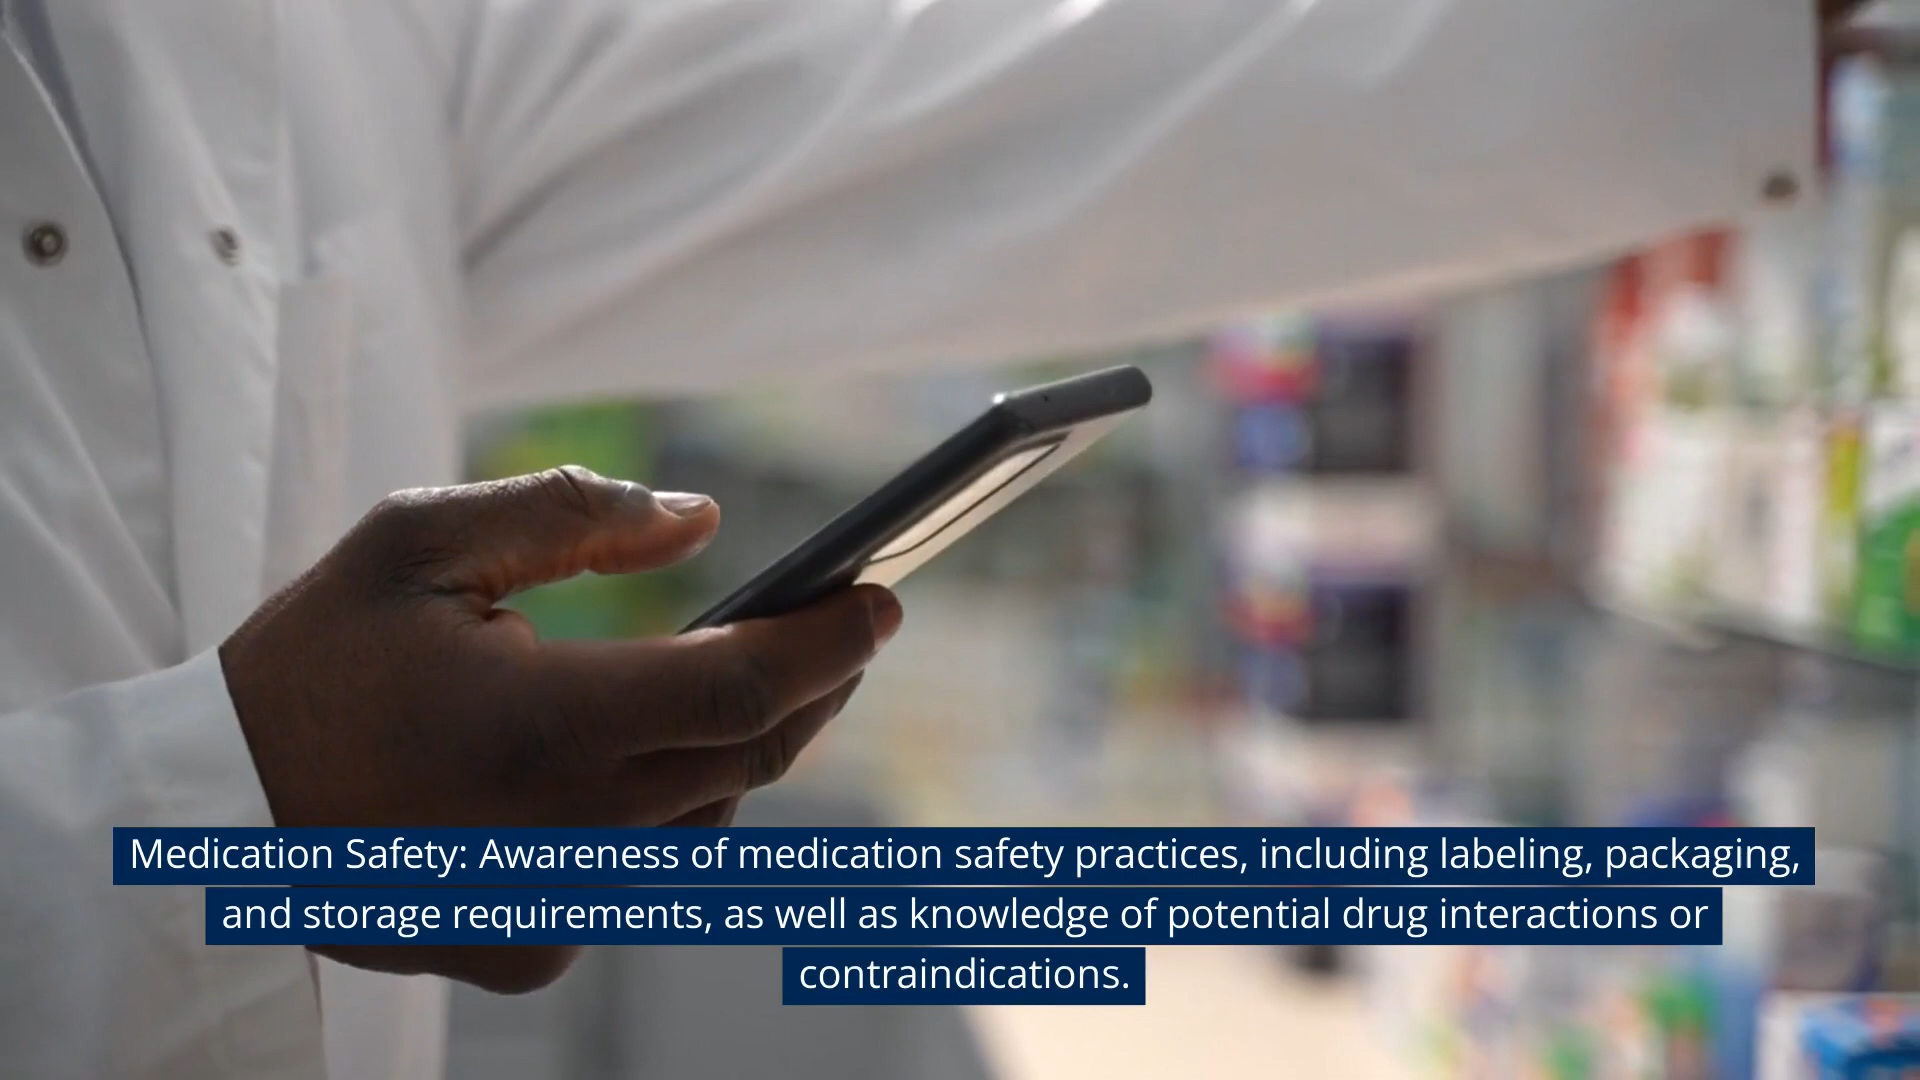 Medication Safety: Awareness of medication safety practices, including labeling, packaging,
and storage requirements, as well as knowledge of potential drug interactions or
contraindications.